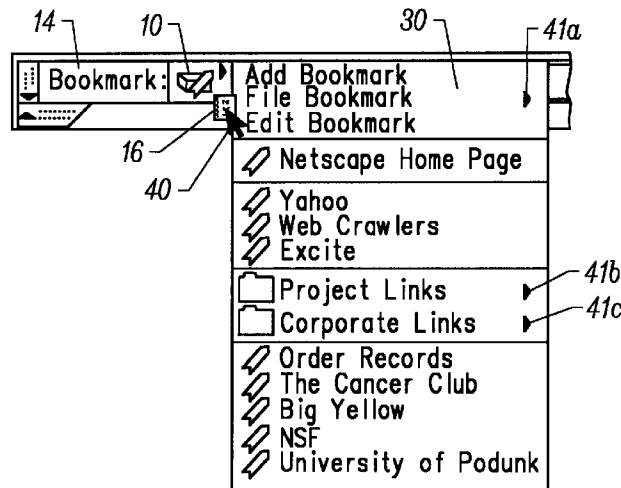 14 10 30 41a
Bookmark:
Add Bookmark
File Bookmark
Edit Bookmark
16
40
Netscape Home Page
Yahoo
Web Crawlers
Excite
Project Links 41b
Corporate Links 41c
Order Records
The Cancer Club
Big Yellow
NSF
University of Podunk